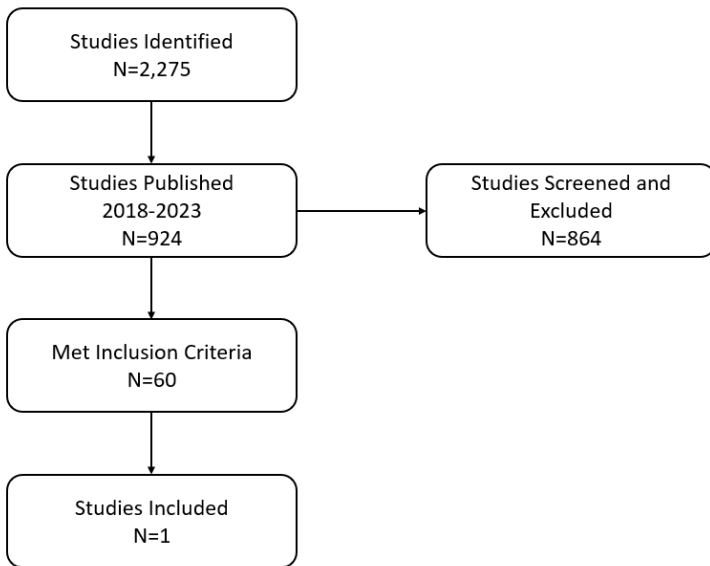 Studies Identified
N=2,275
Studies Published
2018-2023
N=924
Studies Screened and
Excluded
N=864
Met Inclusion Criteria
N=60
Studies Included
N=1